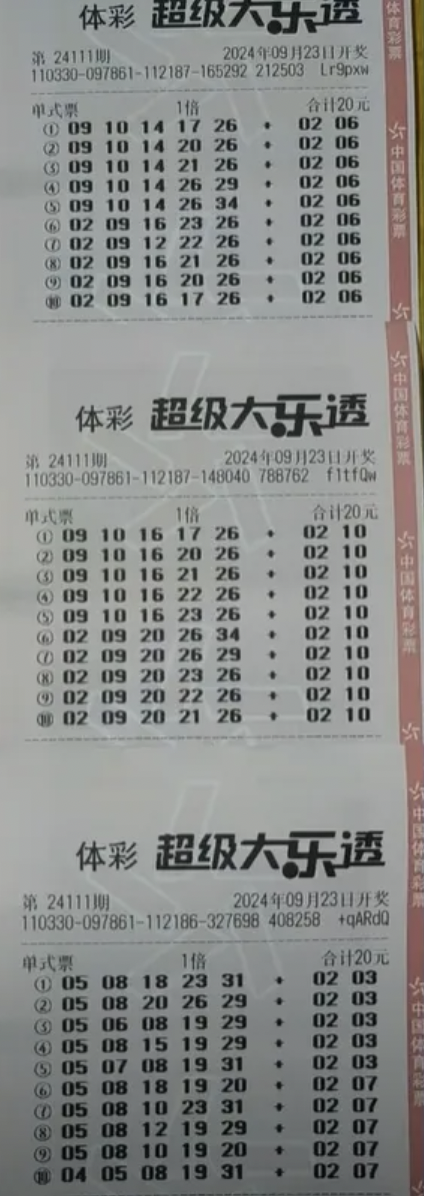 体彩 超级大乐透
第 24111期 2024年09月23日开奖
110330-097861-112187-165292 212503 Lr9pxw
单式票 1倍 合计20元
① 09 10 14 17 26 + 02 06
② 09 10 14 20 26 + 02 06
③ 09 10 14 21 26 + 02 06
④ 09 10 14 26 29 + 02 06
⑤ 09 10 14 26 34 + 02 06
⑥ 02 09 16 23 26 + 02 06
⑦ 02 09 12 22 26 + 02 06
⑧ 02 09 16 21 26 + 02 06
⑨ 02 09 16 20 26 + 02 06
⑩ 02 09 16 17 26 + 02 06
体育彩票
中国体育彩票
体彩 超级大乐透
第 24111期 2024年09月23日开奖
110330-097861-112187-148040 788762 f1tfQw
单式票 1倍 合计20元
① 09 10 16 17 26 + 02 10
② 09 10 16 20 26 + 02 10
③ 09 10 16 21 26 + 02 10
④ 09 10 16 22 26 + 02 10
⑤ 09 10 16 23 26 + 02 10
⑥ 02 09 20 26 34 + 02 10
⑦ 02 09 20 26 29 + 02 10
⑧ 02 09 20 23 26 + 02 10
⑨ 02 09 20 22 26 + 02 10
⑩ 02 09 20 21 26 + 02 10
中国体育彩票
中国体育彩票
体彩 超级大乐透
第 24111期 2024年09月23日开奖
110330-097861-112186-327698 408258 +qARdQ
单式票 1倍 合计20元
① 05 08 18 23 31 + 02 03
② 05 08 20 26 29 + 02 03
③ 05 06 08 19 29 + 02 03
④ 05 08 15 19 29 + 02 03
⑤ 05 07 08 19 31 + 02 03
⑥ 05 08 18 19 20 + 02 07
⑦ 05 08 10 23 31 + 02 07
⑧ 05 08 12 19 29 + 02 07
⑨ 05 08 10 19 20 + 02 07
⑩ 04 05 08 19 31 + 02 07
中国体育彩票
中国体育彩票